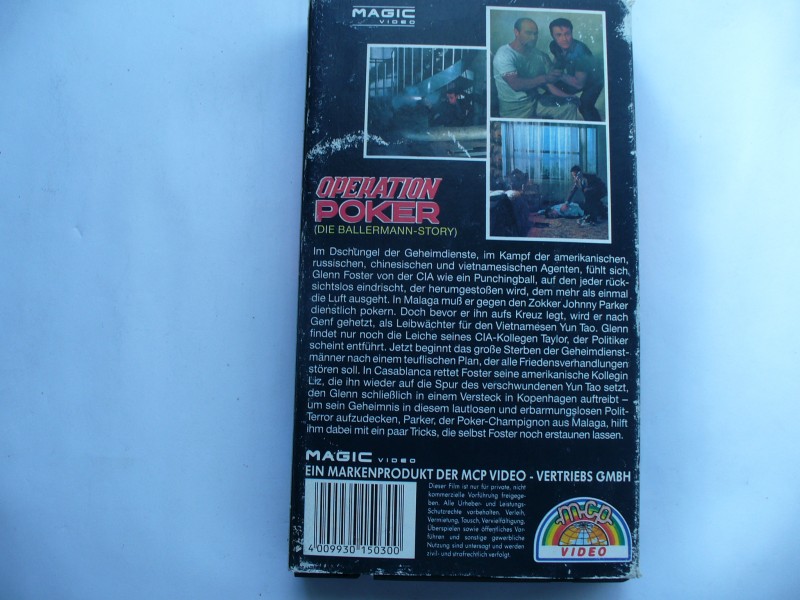 MAGIC
VIDEO
OPERATION
POKER
(DIE BALLERMANN-STORY)
Im Dschungel der Geheimdienste, im Kampf der amerikanischen,
russischen, chinesischen und vietnamesischen Agenten, fühlt sich
Glenn Foster von der CIA wie ein Punchingball, auf den jeder rück-
sichtslos eindrischt, der herumgestoßen wird, dem mehr als einmal
die Luft ausgeht. In Malaga muß er gegen den Zokker Johnny Parker
dienstlich pokern. Doch bevor er ihn aufs Kreuz legt, wird er nach
Genf gehetzt, als Leibwächter für den Vietnamesen Yun Tao. Glenn
findet nur noch die Leiche seines CIA-Kollegen Taylor, der Politiker
scheint entführt. Jetzt beginnt das große Sterben der Geheimdienst-
männer nach einem teuflischen Plan, der alle Friedensverhandlungen
stören soll. In Casablanca rettet Foster seine amerikanische Kollegin
Liz, die ihn wieder auf die Spur des verschwundenen Yun Tao setzt,
den Glenn schließlich in einem Versteck in Kopenhagen auftreibt –
um sein Geheimnis in diesem lautlosen und erbarmungslosen Polit-
Terror aufzudecken, Parker, der Poker-Champignon aus Malaga, hilft
ihm dabei mit ein paar Tricks, die selbst Foster noch erstaunen lassen.
MAGIC VIDEO
EIN MARKENPRODUKT DER MCP VIDEO - VERTRIEBS GMBH
Dieser Film ist nur für private, nicht
kommerzielle Vorführung freigege-
ben. Alle Urheber- und Leistungs-
Schutzrechte vorbehalten. Verleih,
Vermietung, Tausch, Vervielfältigung,
Überspielen sowie öffentliches Vor-
führen und sonstige gewerbliche
Nutzung sind untersagt und werden
zivil- und strafrechtlich verfolgt.
4 009930 150300
m·c·p
VIDEO